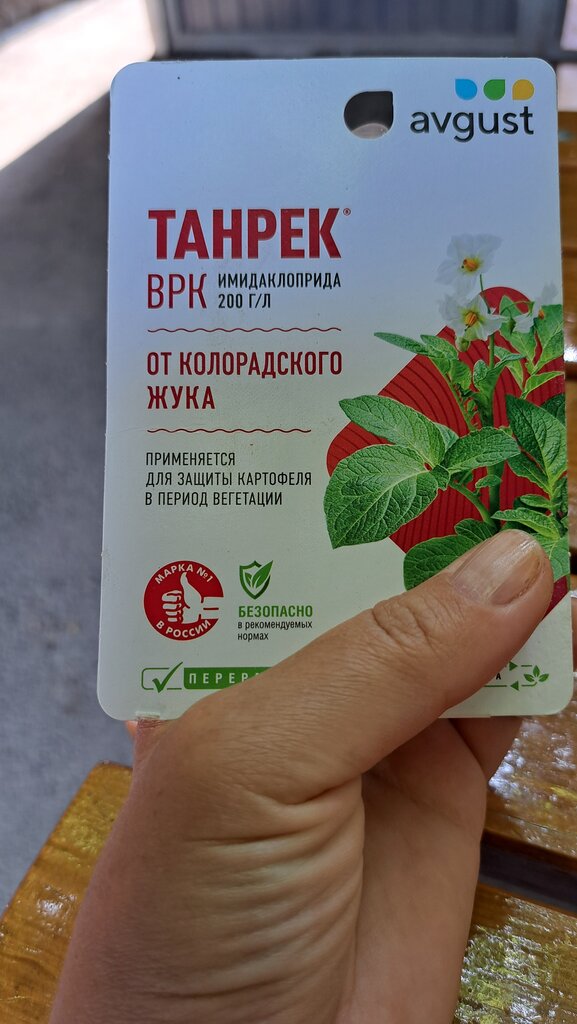 avgust
ТАНРЕК®
ВРК ИМИДАКЛОПРИДА
200 Г/Л
ОТ КОЛОРАДСКОГО
ЖУКА
ПРИМЕНЯЕТСЯ
ДЛЯ ЗАЩИТЫ КАРТОФЕЛЯ
В ПЕРИОД ВЕГЕТАЦИИ
МАРКА №1
В РОССИИ
БЕЗОПАСНО
в рекомендуемых
нормах